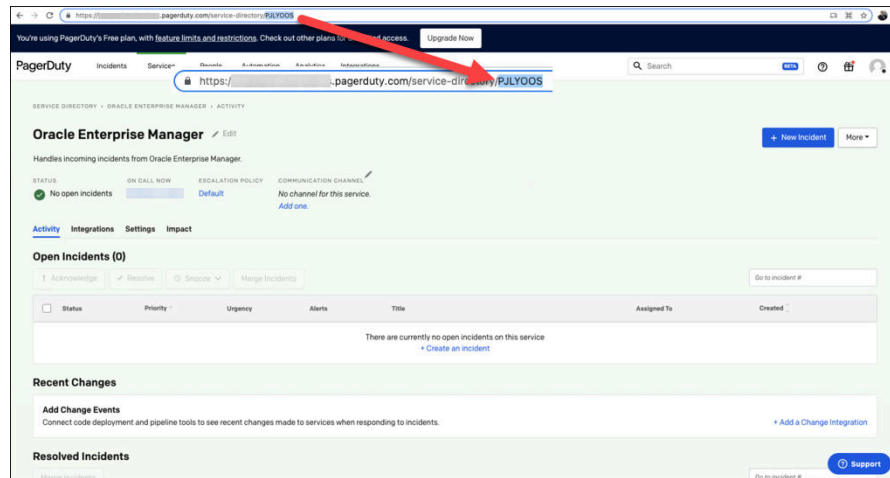 https:/ .pagerduty.com/service-directory/PJLYOOS
You're using PagerDuty's Free plan, with feature limits and restrictions. Check out other plans for access. Upgrade Now
PagerDuty Incidents Services People Automation Analytics Integrations Search BETA
https:/ .pagerduty.com/service-directory/PJLYOOS
SERVICE DIRECTORY › ORACLE ENTERPRISE MANAGER › ACTIVITY
Oracle Enterprise Manager Edit
+ New Incident More
Handles incoming incidents from Oracle Enterprise Manager.
STATUS ON CALL NOW ESCALATION POLICY COMMUNICATION CHANNEL
No open incidents Default No channel for this service.
Add one.
Activity Integrations Settings Impact
Open Incidents (0)
! Acknowledge Resolve Snooze Merge Incidents Go to incident #
Status Priority Urgency Alerts Title Assigned To Created
There are currently no open incidents on this service
+ Create an incident
Recent Changes
Add Change Events
Connect code deployment and pipeline tools to see recent changes made to services when responding to incidents. + Add a Change Integration
Resolved Incidents
Support
Merge Incidents Go to incident #